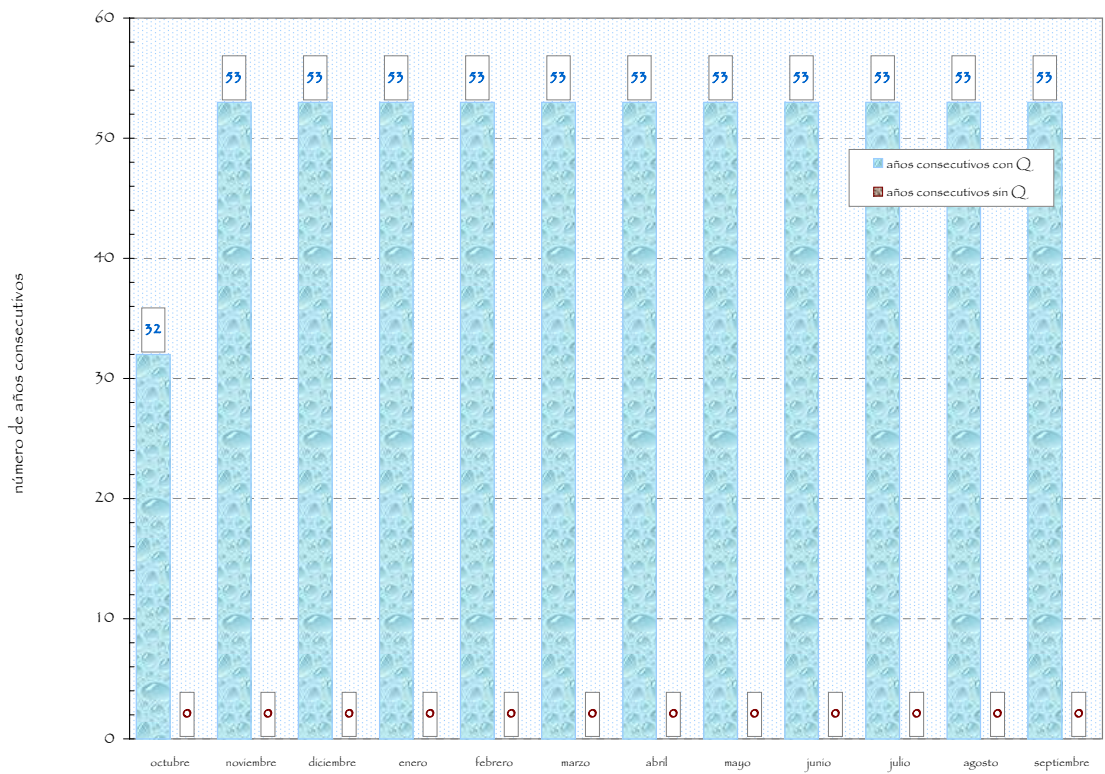 60
53 53 53 53 53 53 53 53 53 53 53
50
años consecutivos con Q.
años consecutivos sin Q.
40
número de años consecutivos
32
30
20
10
0 0 0 0 0 0 0 0 0 0 0 0
0
octubre noviembre diciembre enero febrero marzo abril mayo junio julio agosto septiembre